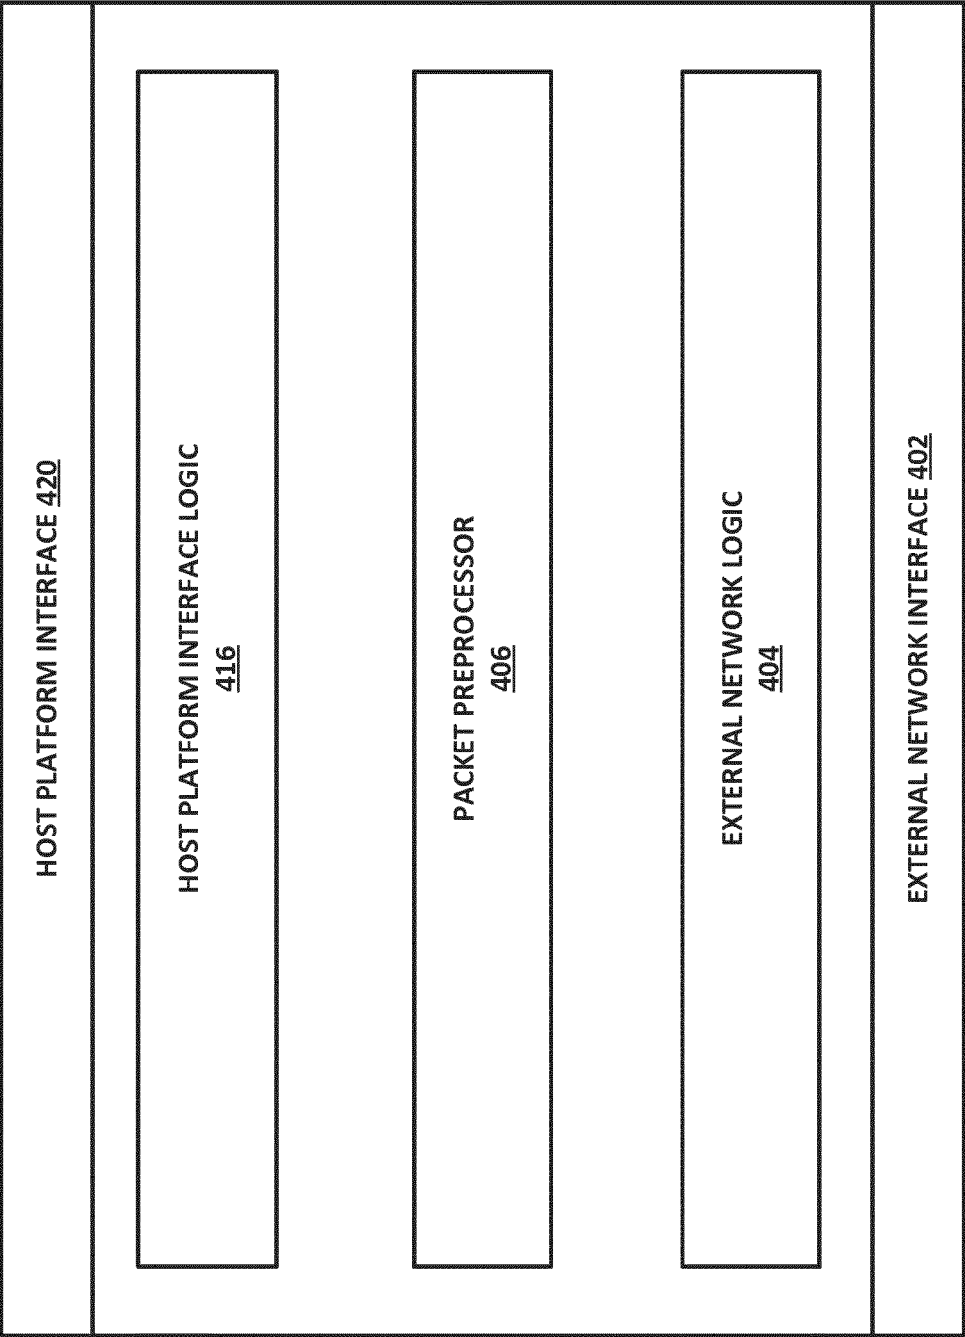 HOST PLATFORM INTERFACE 420
HOST PLATFORM INTERFACE LOGIC
416
PACKET PREPROCESSOR
406
EXTERNAL NETWORK LOGIC
404
EXTERNAL NETWORK INTERFACE 402